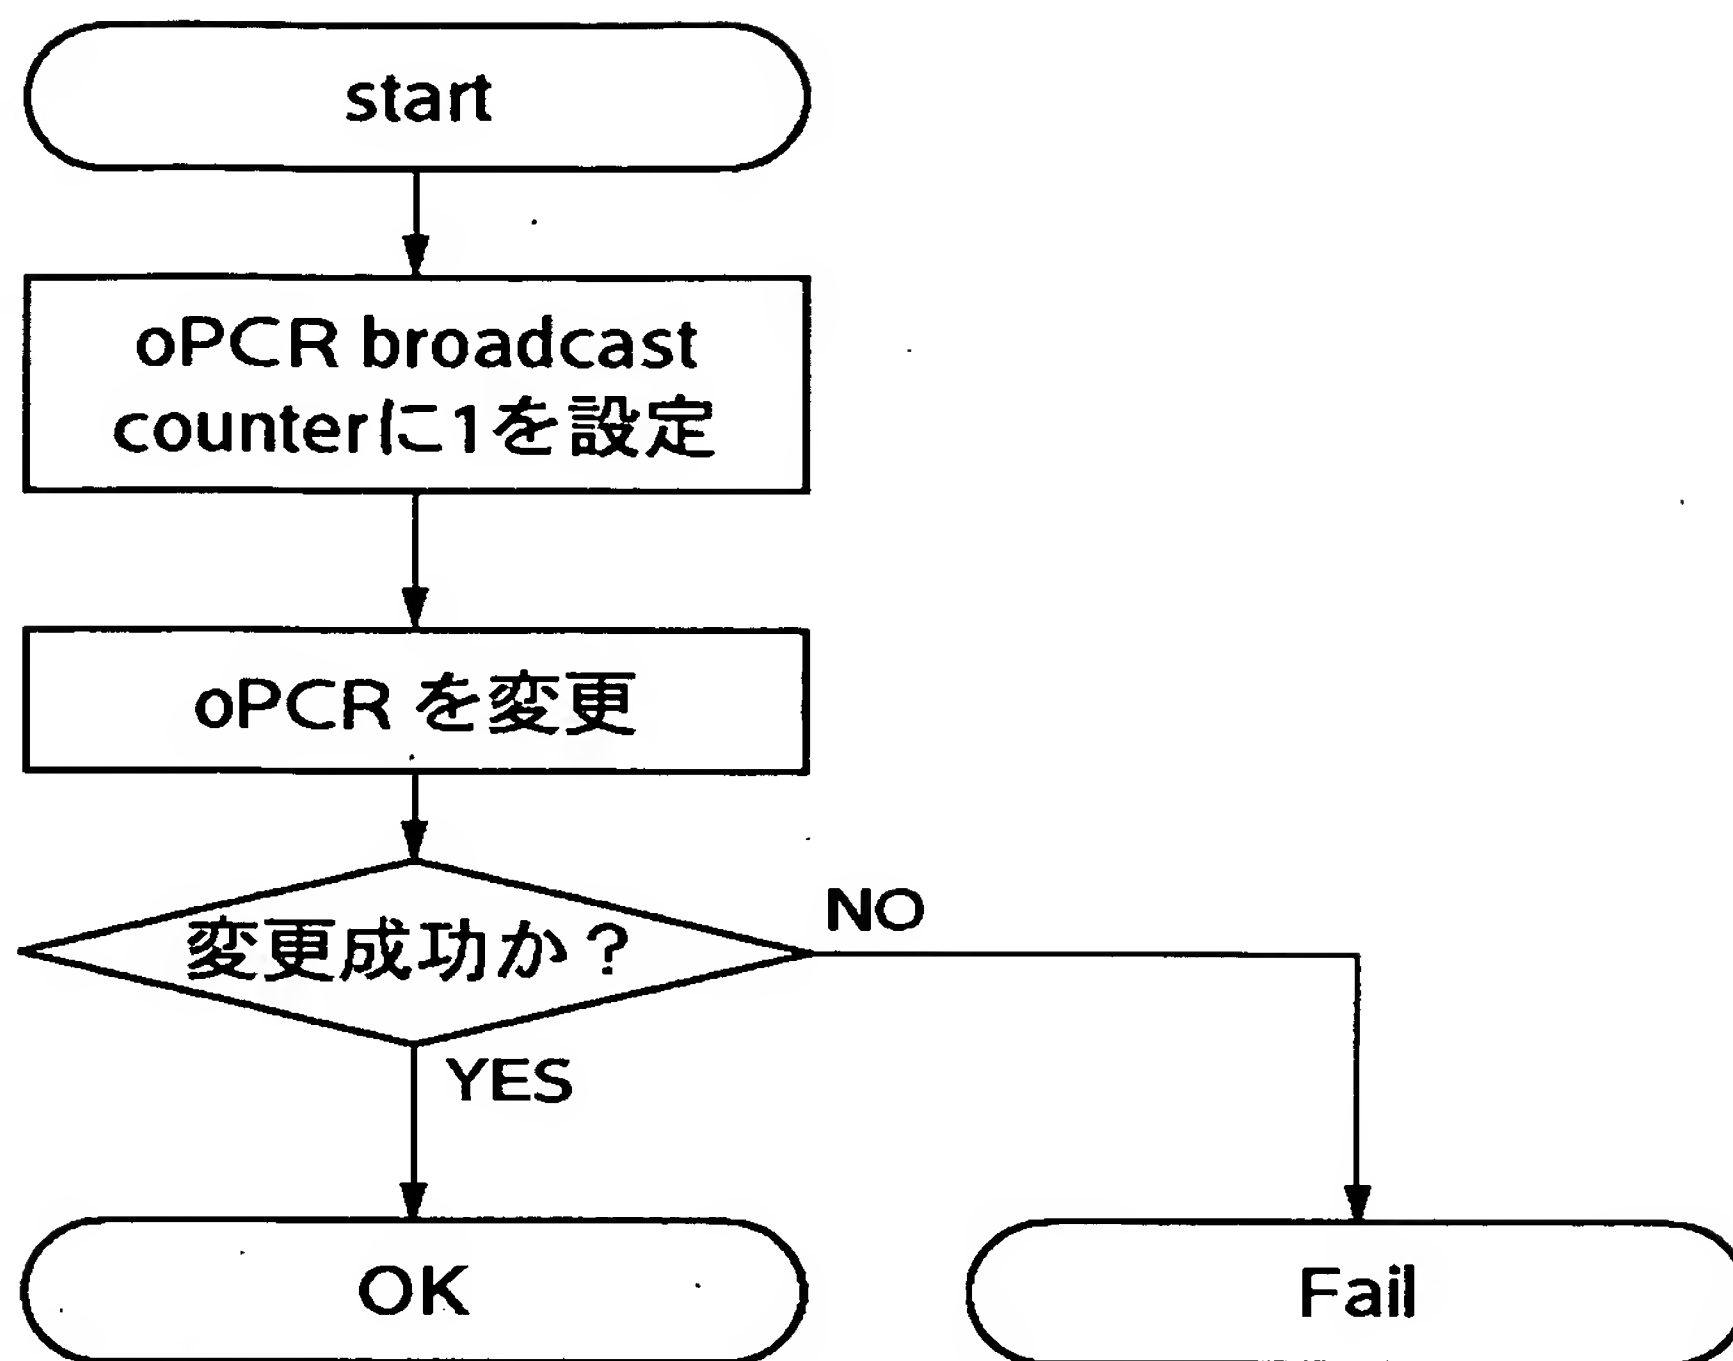 start
oPCR broadcast
counterに1を設定
oPCR を変更
変更成功か？
NO
YES
OK
Fail